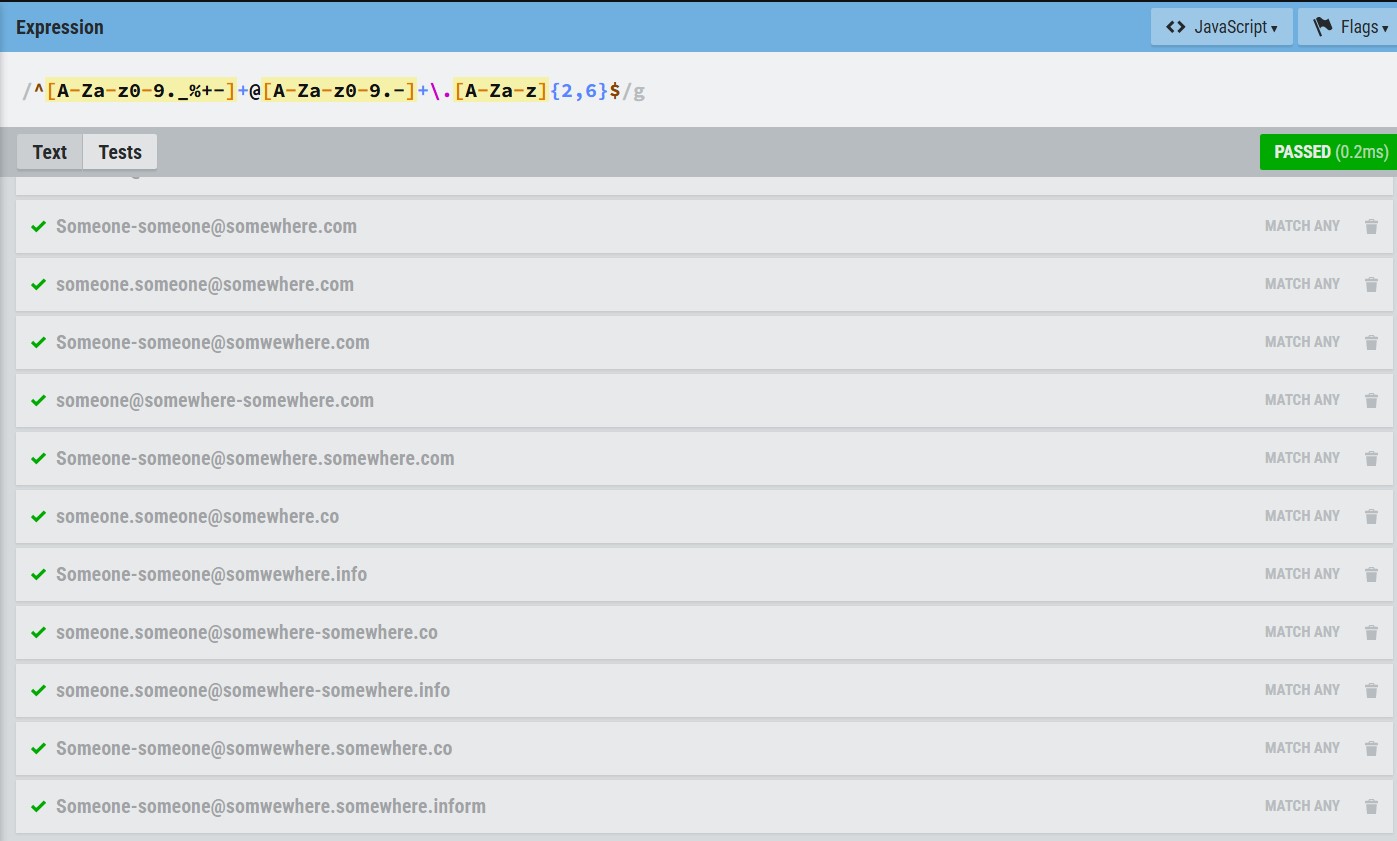 Expression
JavaScript ▾
Flags ▾
/^[A-Za-z0-9._%+-]+@[A-Za-z0-9.-]+\.[A-Za-z]{2,6}$/g
Text
Tests
PASSED (0.2ms)
Someone-someone@somewhere.com MATCH ANY
someone.someone@somewhere.com MATCH ANY
Someone-someone@somwewhere.com MATCH ANY
someone@somewhere-somewhere.com MATCH ANY
Someone-someone@somewhere.somewhere.com MATCH ANY
someone.someone@somewhere.co MATCH ANY
Someone-someone@somwewhere.info MATCH ANY
someone.someone@somewhere-somewhere.co MATCH ANY
someone.someone@somewhere-somewhere.info MATCH ANY
Someone-someone@somwewhere.somewhere.co MATCH ANY
Someone-someone@somwewhere.somewhere.inform MATCH ANY